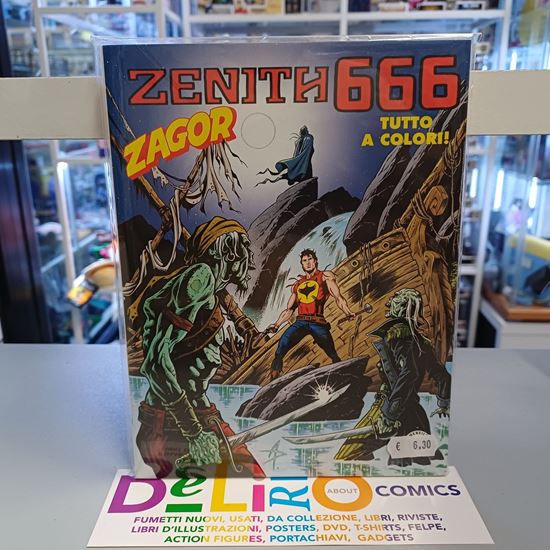 ZENITH 666
ZAGOR
TUTTO
A COLORI!
€ 6,30
DeLiRiO ABOUT COMICS
FUMETTI NUOVI, USATI, DA COLLEZIONE, LIBRI, RIVISTE,
LIBRI D'ILLUSTRAZIONI, POSTERS, DVD, T-SHIRTS, FELPE,
ACTION FIGURES, PORTACHIAVI, GADGETS